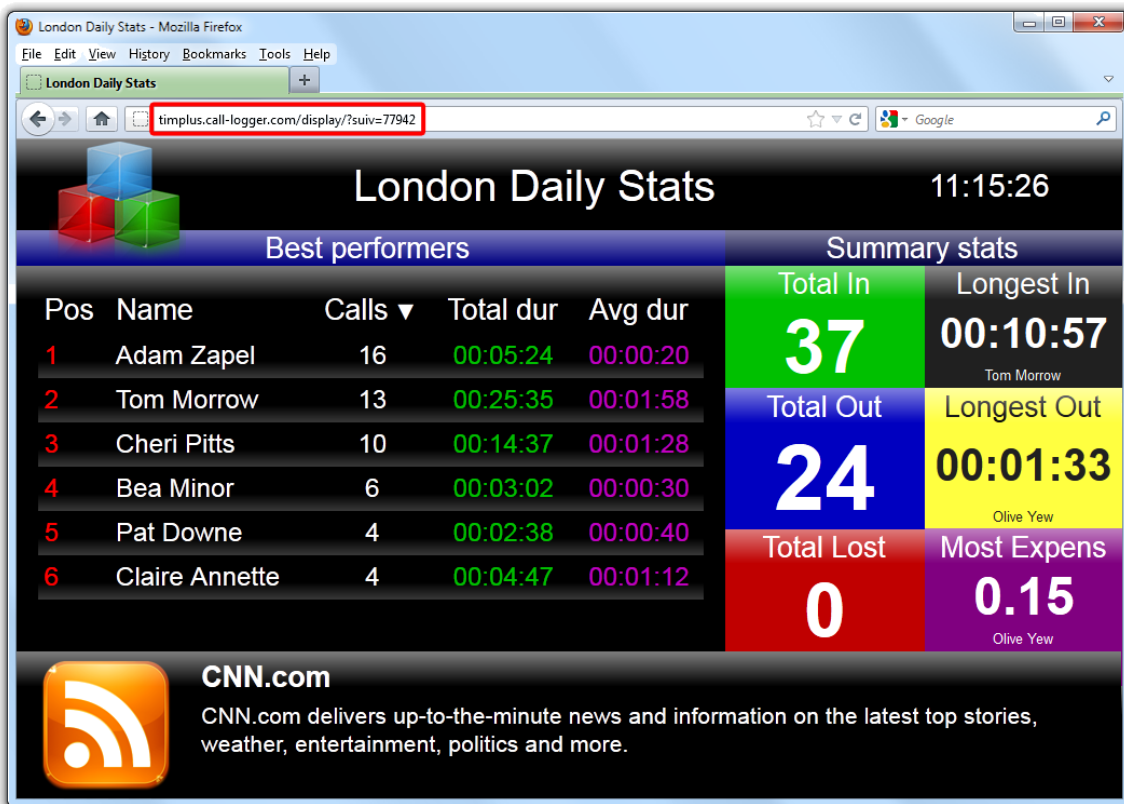 London Daily Stats - Mozilla Firefox
File Edit View History Bookmarks Tools Help
London Daily Stats
timplus.call-logger.com/display/?suiv=77942
Google
London Daily Stats
11:15:26
Best performers
Pos Name Calls ▼ Total dur Avg dur
1 Adam Zapel 16 00:05:24 00:00:20
2 Tom Morrow 13 00:25:35 00:01:58
3 Cheri Pitts 10 00:14:37 00:01:28
4 Bea Minor 6 00:03:02 00:00:30
5 Pat Downe 4 00:02:38 00:00:40
6 Claire Annette 4 00:04:47 00:01:12
Summary stats
Total In
37
Longest In
00:10:57
Tom Morrow
Total Out
24
Longest Out
00:01:33
Olive Yew
Total Lost
0
Most Expens
0.15
Olive Yew
CNN.com
CNN.com delivers up-to-the-minute news and information on the latest top stories,
weather, entertainment, politics and more.